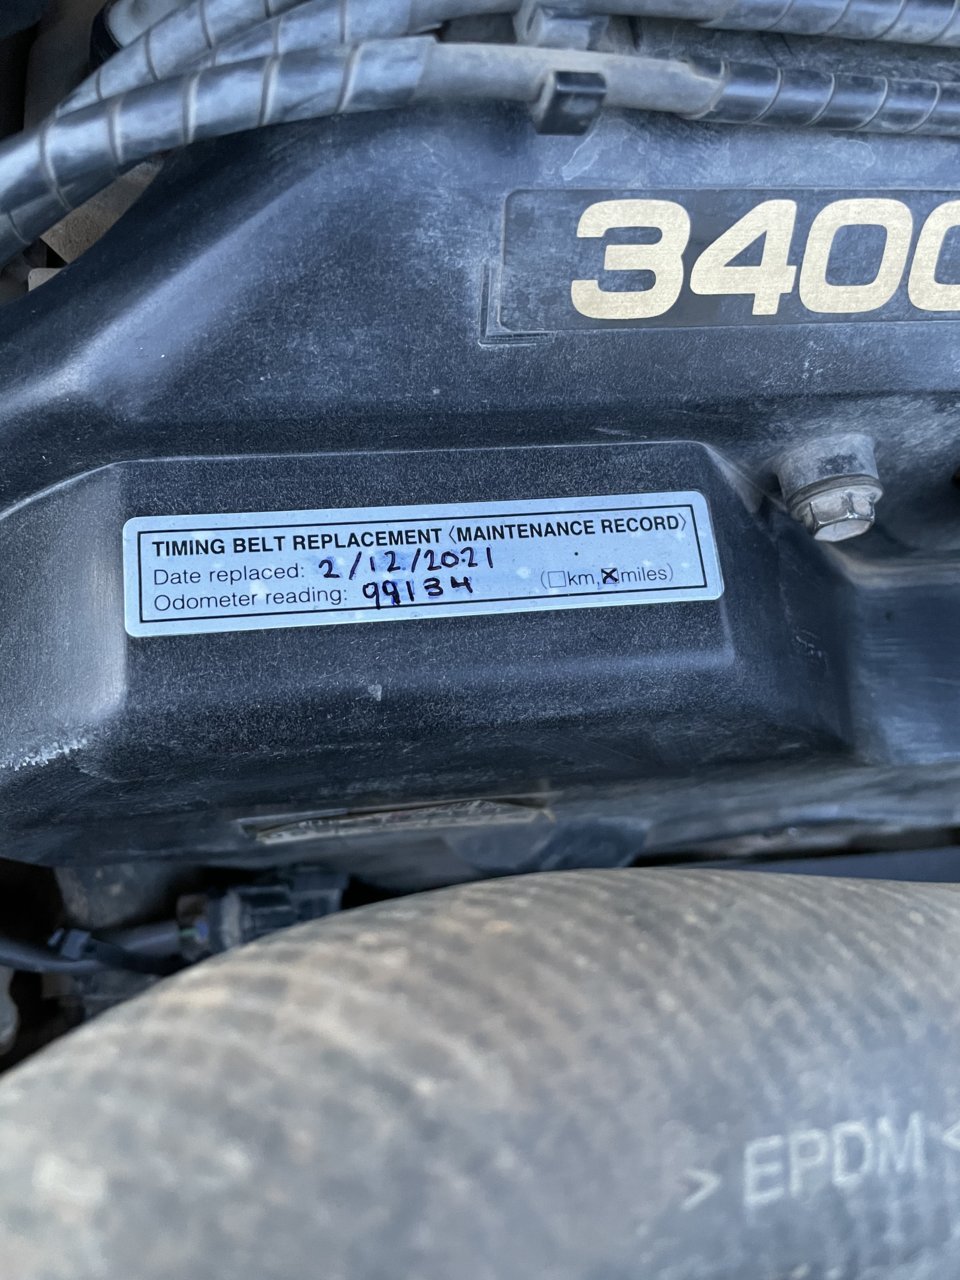 3400
TIMING BELT REPLACEMENT〈MAINTENANCE RECORD〉
Date replaced: 2/12/2021
Odometer reading: 99134 (□km,☒miles)
> EPDM <